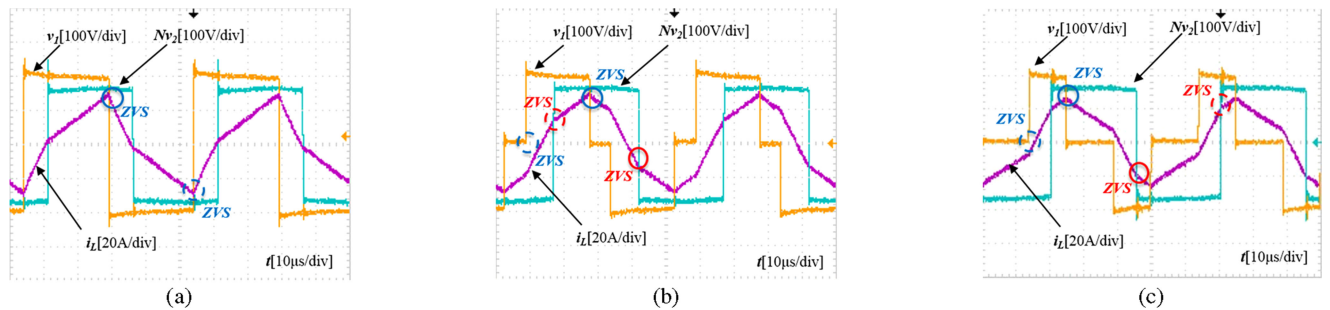 v1[100V/div]
Nv2[100V/div]
ZVS
ZVS
iL[20A/div]
t[10μs/div]
(a)
v1[100V/div]
Nv2[100V/div]
ZVS
ZVS
ZVS
ZVS
iL[20A/div]
t[10μs/div]
(b)
v1[100V/div]
Nv2[100V/div]
ZVS
ZVS
ZVS
ZVS
iL[20A/div]
t[10μs/div]
(c)